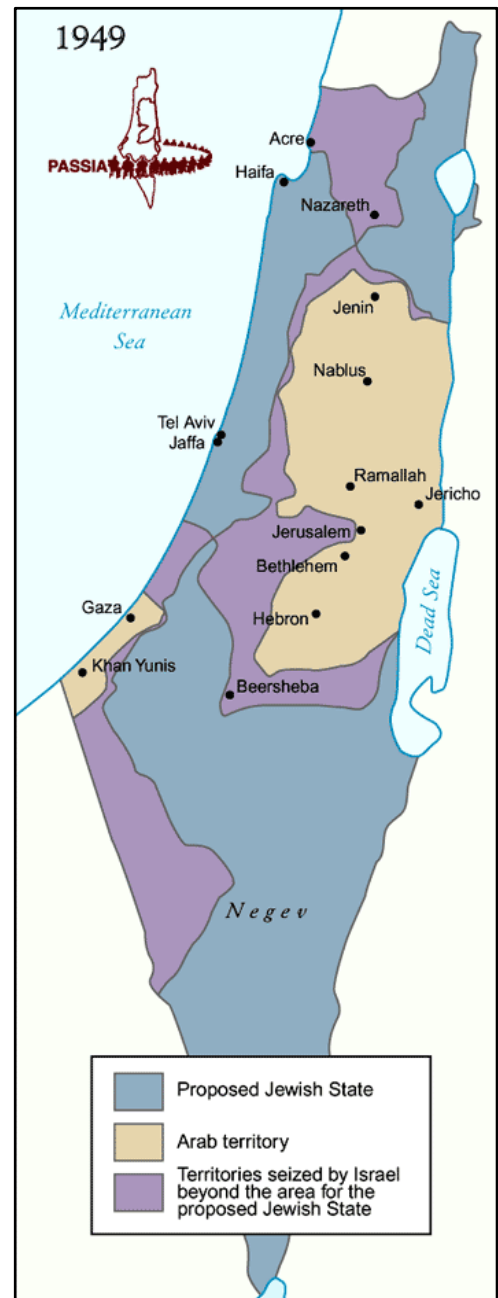 1949
PASSIA
Acre
Haifa
Nazareth
Mediterranean
Sea
Jenin
Nablus
Tel Aviv
Jaffa
Ramallah
Jericho
Jerusalem
Bethlehem
Gaza
Hebron
Dead Sea
Khan Yunis
Beersheba
Negev
Proposed Jewish State
Arab territory
Territories seized by Israel
beyond the area for the
proposed Jewish State